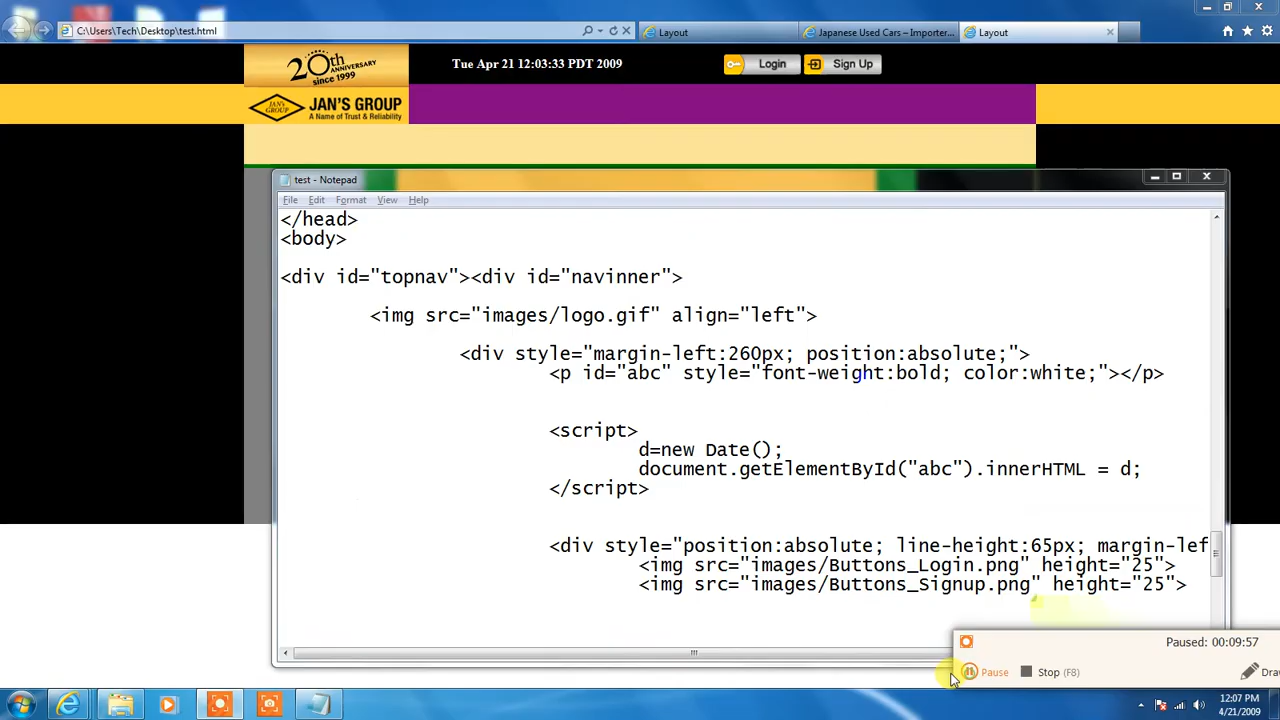 C:\Users\Tech\Desktop\test.html
Layout
Japanese Used Cars – Importer...
Layout
20th
ANNIVERSARY
since 1999
Tue Apr 21 12:03:33 PDT 2009
Login
Sign Up
JAN'S GROUP
JAN'S GROUP
A Name of Trust & Reliability
test - Notepad
File Edit Format View Help
</head>
<body>
<div id="topnav"><div id="navinner">
<img src="images/logo.gif" align="left">
<div style="margin-left:260px; position:absolute;">
<p id="abc" style="font-weight:bold; color:white;"></p>
<script>
d=new Date();
document.getElementById("abc").innerHTML = d;
</script>
<div style="position:absolute; line-height:65px; margin-lef
<img src="images/Buttons_Login.png" height="25">
<img src="images/Buttons_Signup.png" height="25">
Paused: 00:09:57
Pause Stop (F8) Dra
12:07 PM
4/21/2009